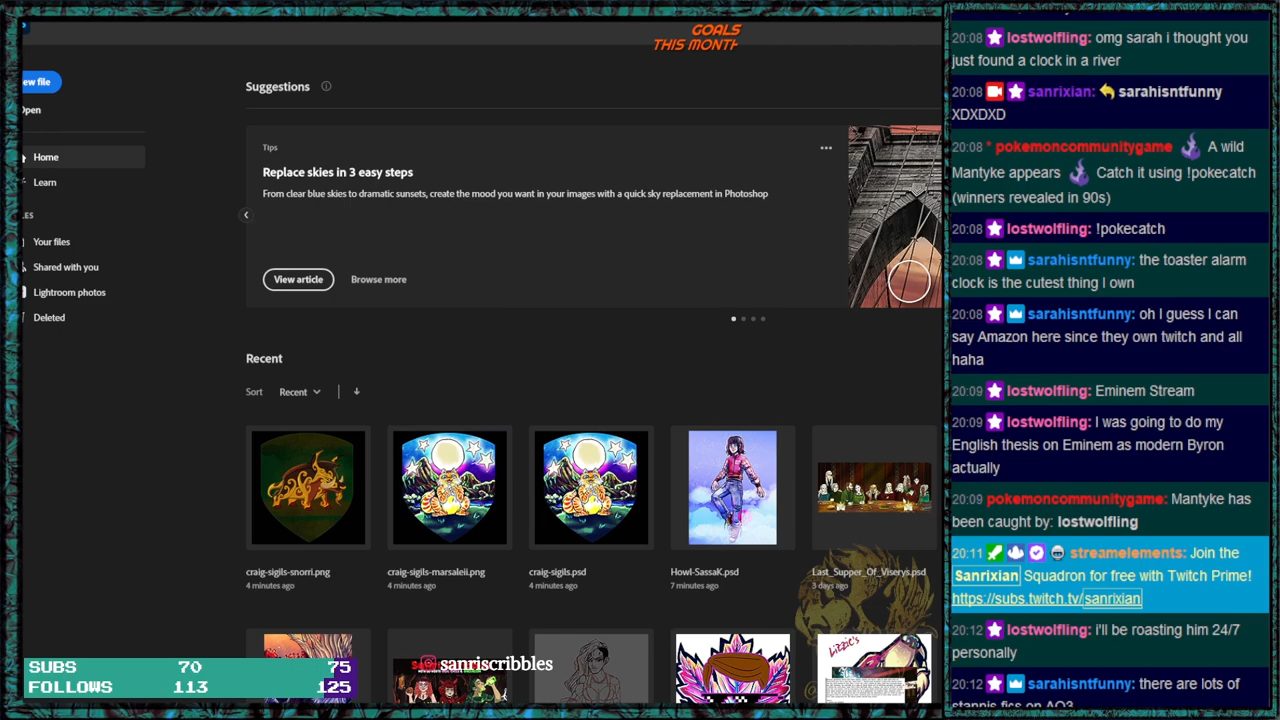 GOALS
THIS MONTH
ew file
Open
Home
Learn
ES
Your files
Shared with you
Lightroom photos
Deleted
Suggestions
Tips
Replace skies in 3 easy steps
From clear blue skies to dramatic sunsets, create the mood you want in your images with a quick sky replacement in Photoshop
View article
Browse more
Recent
Sort
Recent
craig-sigils-snorri.png
4 minutes ago
craig-sigils-marsaleii.png
4 minutes ago
craig-sigils.psd
4 minutes ago
Howl-SassaK.psd
7 minutes ago
Last_Supper_Of_Viserys.psd
3 days ago
Lizzic's
sanriscribbles
SUBS 70 75
FOLLOWS 113 125
20:08 lostwolfling: omg sarah i thought you
just found a clock in a river
20:08 sanrixian: sarahisntfunny
XDXDXD
20:08 * pokemoncommunitygame A wild
Mantyke appears Catch it using !pokecatch
(winners revealed in 90s)
20:08 lostwolfling: !pokecatch
20:08 sarahisntfunny: the toaster alarm
clock is the cutest thing I own
20:08 sarahisntfunny: oh I guess I can
say Amazon here since they own twitch and all
haha
20:09 lostwolfling: Eminem Stream
20:09 lostwolfling: I was going to do my
English thesis on Eminem as modern Byron
actually
20:09 pokemoncommunitygame: Mantyke has
been caught by: lostwolfling
20:11 streamelements: Join the
Sanrixian Squadron for free with Twitch Prime!
https://subs.twitch.tv/sanrixian
20:12 lostwolfling: i'll be roasting him 24/7
personally
20:12 sarahisntfunny: there are lots of
stannis fics on AO3